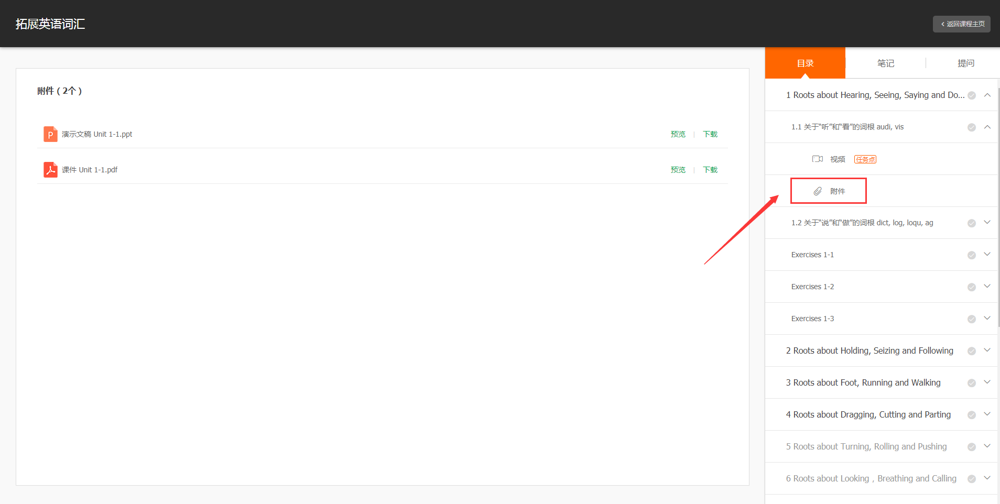 拓展英语词汇
返回课程主页
附件（2个）
演示文稿 Unit 1-1.ppt 预览 | 下载
课件 Unit 1-1.pdf 预览 | 下载
目录 笔记 提问
1 Roots about Hearing, Seeing, Saying and Do...
1.1 关于“听”和“看”的词根 audi, vis
视频 任务点
附件
1.2 关于“说”和“做”的词根 dict, log, loqu, ag
Exercises 1-1
Exercises 1-2
Exercises 1-3
2 Roots about Holding, Seizing and Following
3 Roots about Foot, Running and Walking
4 Roots about Dragging, Cutting and Parting
5 Roots about Turning, Rolling and Pushing
6 Roots about Looking，Breathing and Calling